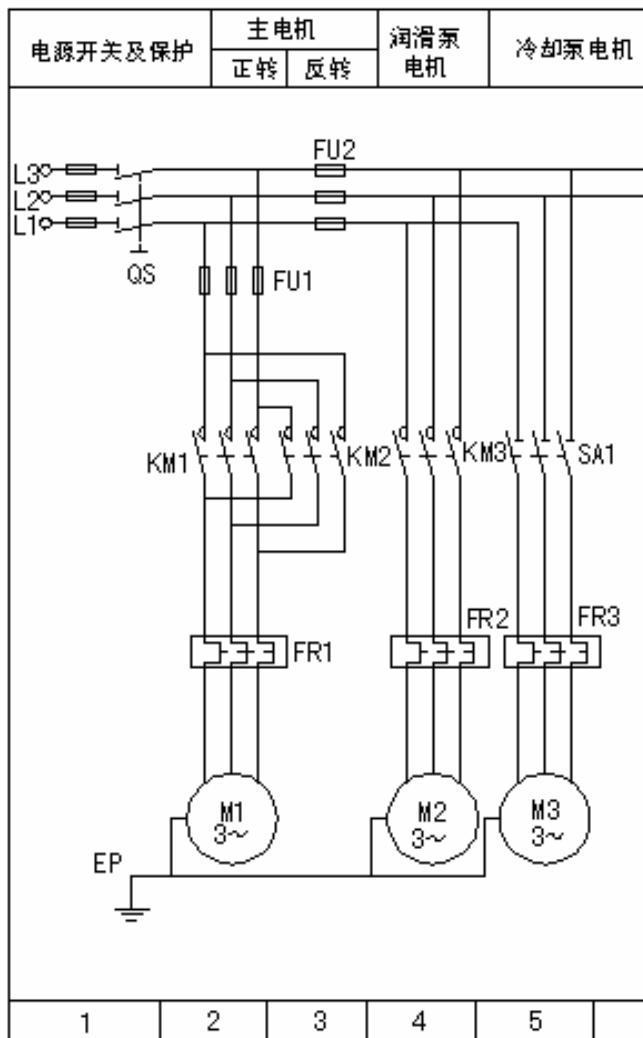 电源开关及保护 主电机 润滑泵电机 冷却泵电机
正转 反转
FU2
L3
L2
L1
QS FU1
KM1 KM2 KM3 SA1
FR1 FR2 FR3
M1 3~ M2 3~ M3 3~
EP
1 2 3 4 5